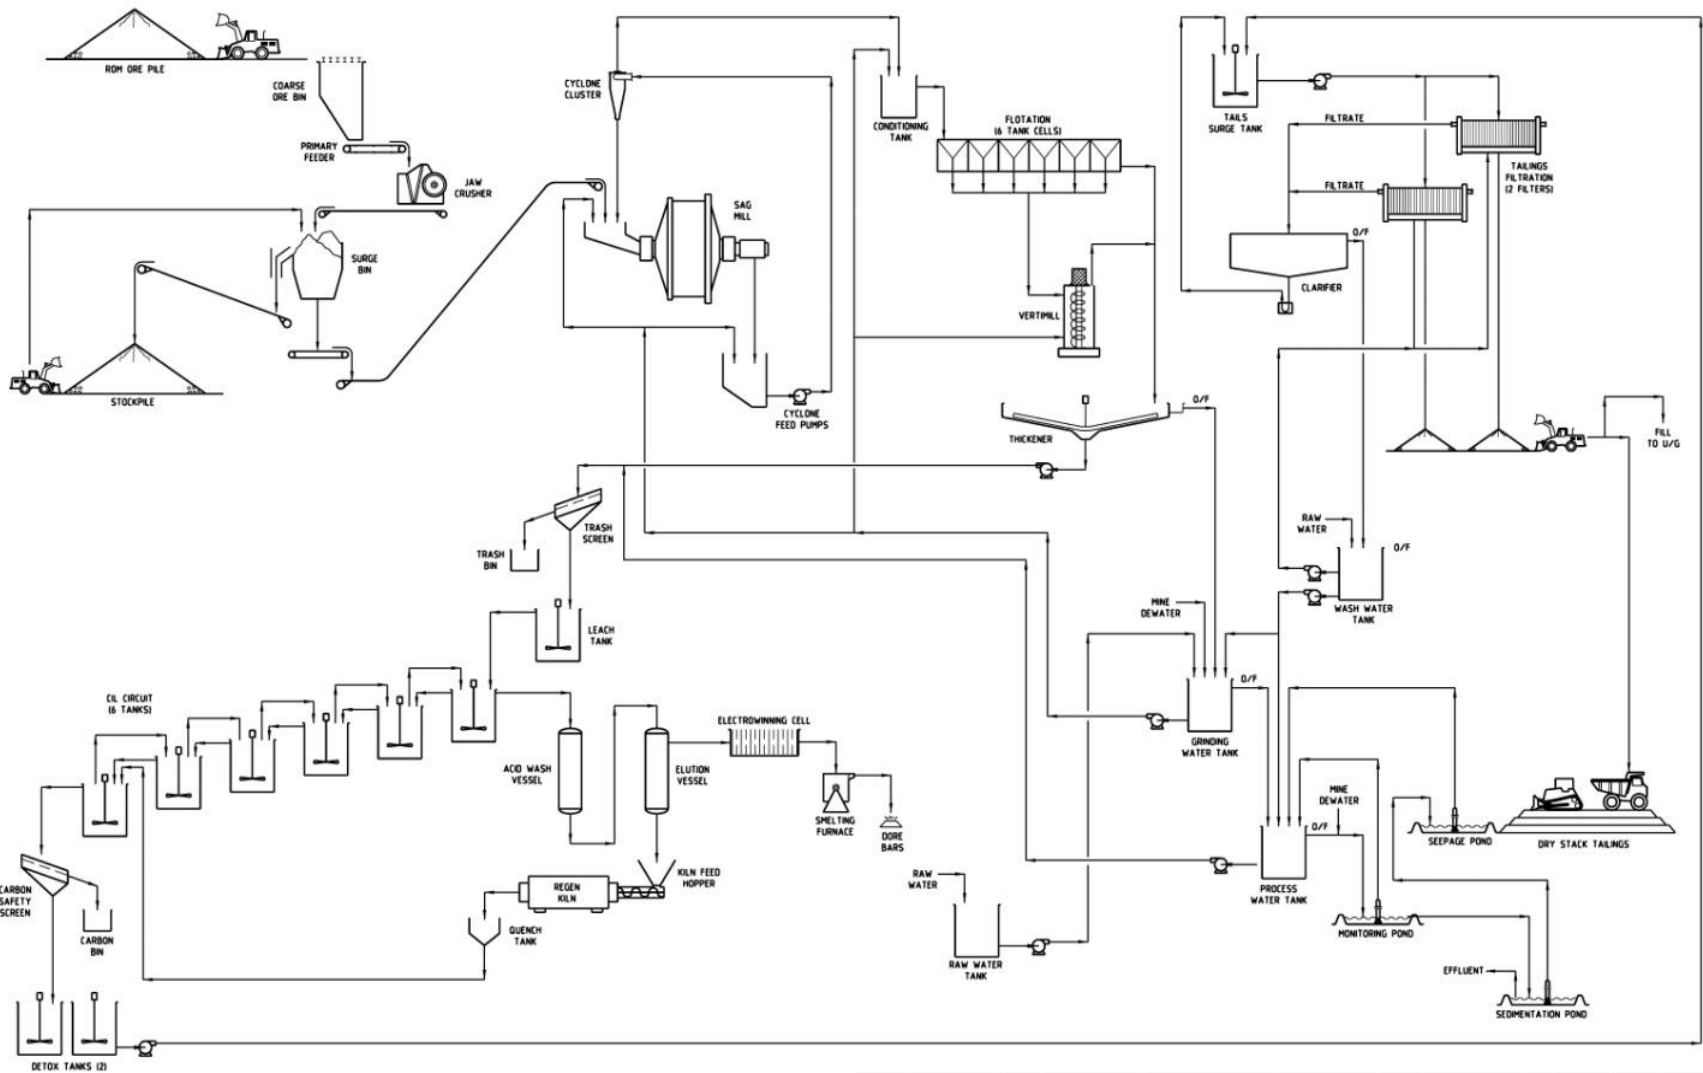 ROM ORE PILE
COARSE
ORE BIN
PRIMARY
FEEDER
JAW
CRUSHER
SURGE
BIN
STOCKPILE
CYCLONE
CLUSTER
SAG
MILL
CYCLONE
FEED PUMPS
CONDITIONING
TANK
FLOTATION
(6 TANK CELLS)
VERTIMILL
THICKENER
O/F
TAILS
SURGE TANK
FILTRATE
FILTRATE
TAILINGS
FILTRATION
(2 FILTERS)
O/F
CLARIFIER
FILL
TO U/G
TRASH
SCREEN
TRASH
BIN
LEACH
TANK
RAW
WATER
O/F
WASH WATER
TANK
MINE
DEWATER
O/F
GRINDING
WATER TANK
CIL CIRCUIT
(6 TANKS)
ACID WASH
VESSEL
ELUTION
VESSEL
ELECTROWINNING CELL
SMELTING
FURNACE
DORE
BARS
KILN FEED
HOPPER
REGEN
KILN
QUENCH
TANK
CARBON
SAFETY
SCREEN
CARBON
BIN
DETOX TANKS (2)
RAW
WATER
RAW WATER
TANK
MINE
DEWATER
O/F
PROCESS
WATER TANK
SEEPAGE POND
DRY STACK TAILINGS
MONITORING POND
EFFLUENT
SEDIMENTATION POND